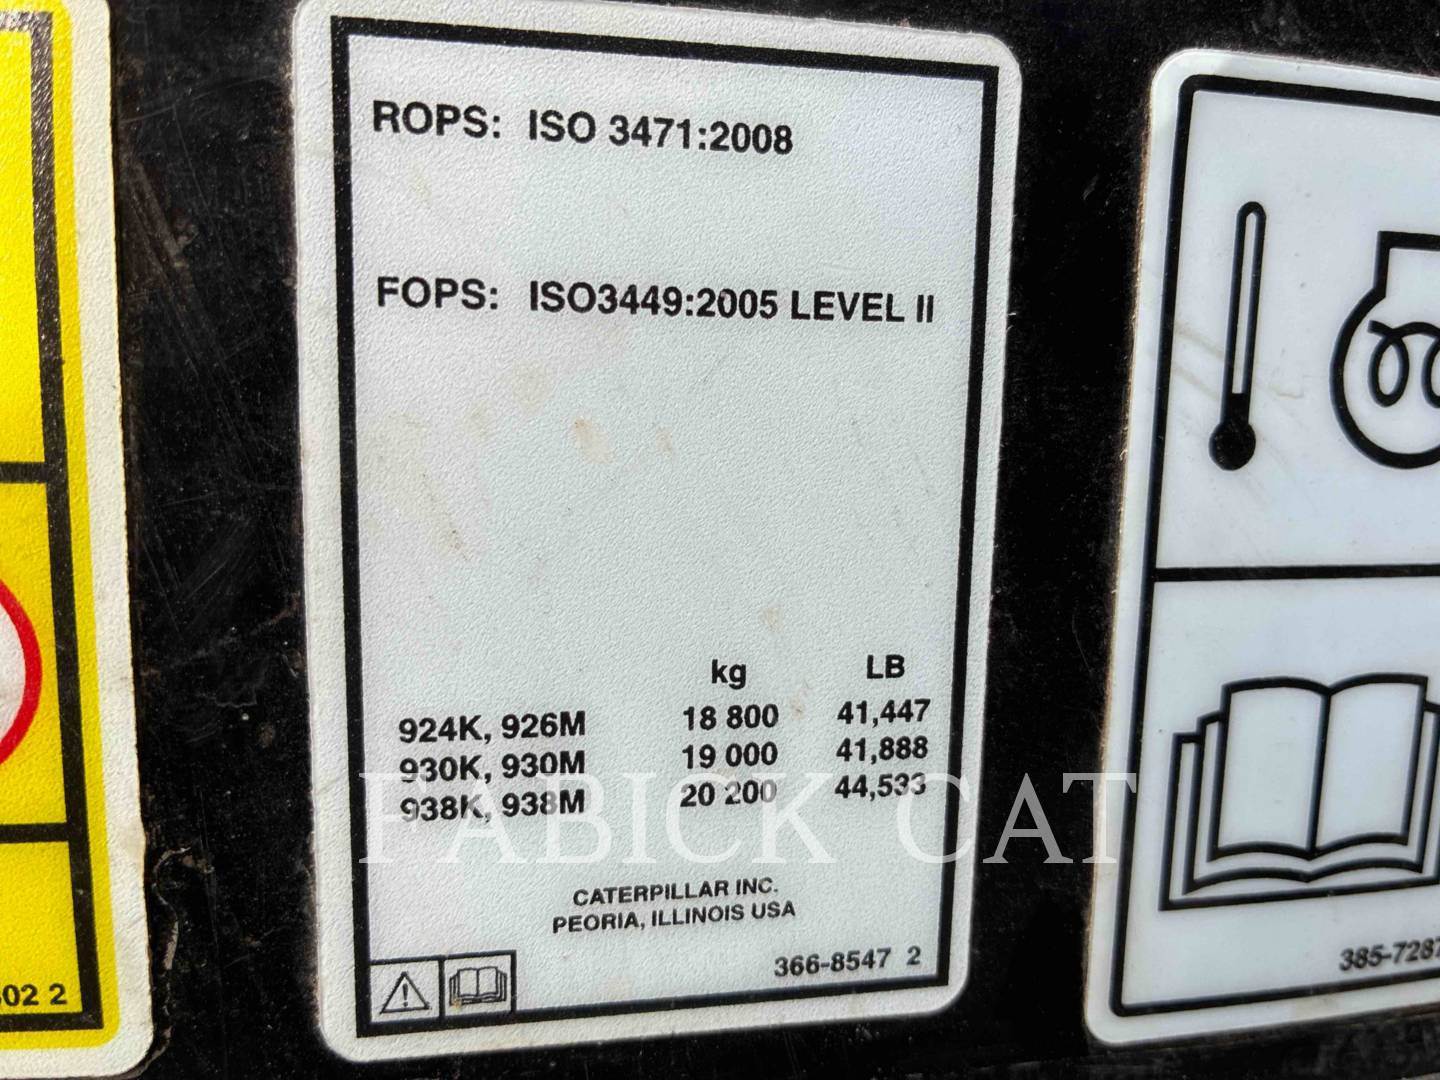 ROPS: ISO 3471:2008
FOPS: ISO3449:2005 LEVEL II
kg LB
924K, 926M 18 800 41,447
930K, 930M 19 000 41,888
938K, 938M 20 200 44,533
FABICK CAT
CATERPILLAR INC.
PEORIA, ILLINOIS USA
366-8547 2
02 2
385-7287